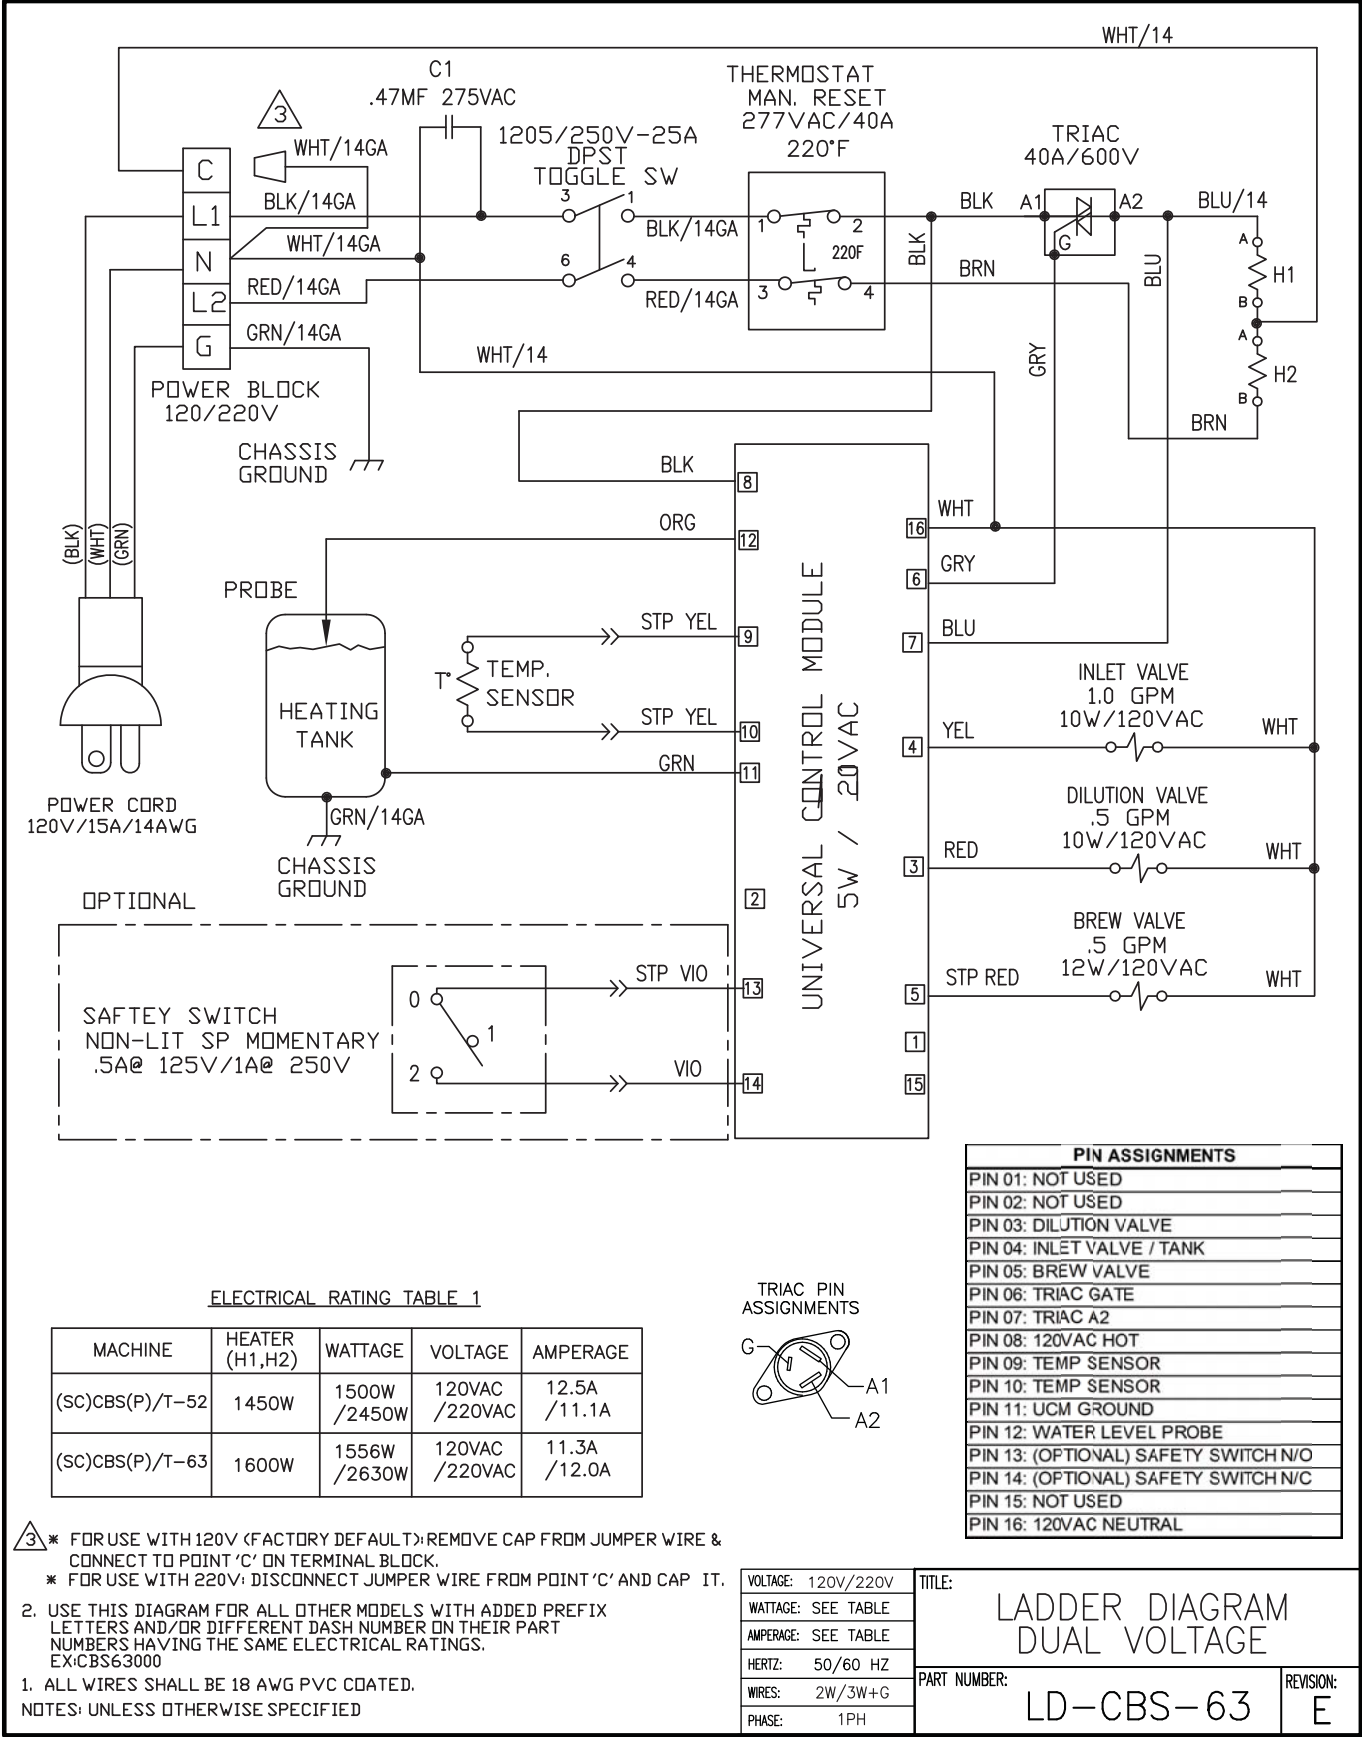 WHT/14
C1
.47MF 275VAC
3
WHT/14GA
1205/250V-25A
DPST
TOGGLE SW
THERMOSTAT
MAN. RESET
277VAC/40A
220°F
TRIAC
40A/600V
C
L1
N
L2
G
BLK/14GA
WHT/14GA
RED/14GA
GRN/14GA
3
1
6
4
BLK/14GA
RED/14GA
1
2
220F
3
4
BLK
BLK
BRN
A1
A2
G
BLU/14
BLU
GRY
A
H1
B
A
H2
B
BRN
WHT/14
POWER BLOCK
120/220V
CHASSIS
GROUND
(BLK)
(WHT)
(GRN)
POWER CORD
120V/15A/14AWG
PROBE
HEATING
TANK
GRN/14GA
CHASSIS
GROUND
T°
TEMP.
SENSOR
BLK
8
ORG
12
STP YEL
9
STP YEL
10
GRN
11
2
STP VIO
13
VIO
14
UNIVERSAL CONTROL MODULE
5W / 20VAC
16
WHT
6
GRY
7
BLU
4
YEL
3
RED
5
STP RED
1
15
INLET VALVE
1.0 GPM
10W/120VAC
WHT
DILUTION VALVE
.5 GPM
10W/120VAC
WHT
BREW VALVE
.5 GPM
12W/120VAC
WHT
OPTIONAL
SAFTEY SWITCH
NON-LIT SP MOMENTARY
.5A@ 125V/1A@ 250V
0
1
2
PIN ASSIGNMENTS
PIN 01: NOT USED
PIN 02: NOT USED
PIN 03: DILUTION VALVE
PIN 04: INLET VALVE / TANK
PIN 05: BREW VALVE
PIN 06: TRIAC GATE
PIN 07: TRIAC A2
PIN 08: 120VAC HOT
PIN 09: TEMP SENSOR
PIN 10: TEMP SENSOR
PIN 11: UCM GROUND
PIN 12: WATER LEVEL PROBE
PIN 13: (OPTIONAL) SAFETY SWITCH N/O
PIN 14: (OPTIONAL) SAFETY SWITCH N/C
PIN 15: NOT USED
PIN 16: 120VAC NEUTRAL
ELECTRICAL RATING TABLE 1
MACHINE HEATER (H1,H2) WATTAGE VOLTAGE AMPERAGE
(SC)CBS(P)/T-52 1450W 1500W /2450W 120VAC /220VAC 12.5A /11.1A
(SC)CBS(P)/T-63 1600W 1556W /2630W 120VAC /220VAC 11.3A /12.0A
TRIAC PIN
ASSIGNMENTS
G
A1
A2
3 * FOR USE WITH 120V (FACTORY DEFAULT): REMOVE CAP FROM JUMPER WIRE &
CONNECT TO POINT 'C' ON TERMINAL BLOCK.
* FOR USE WITH 220V: DISCONNECT JUMPER WIRE FROM POINT 'C' AND CAP IT.
2. USE THIS DIAGRAM FOR ALL OTHER MODELS WITH ADDED PREFIX
LETTERS AND/OR DIFFERENT DASH NUMBER ON THEIR PART
NUMBERS HAVING THE SAME ELECTRICAL RATINGS.
EX:CBS63000
1. ALL WIRES SHALL BE 18 AWG PVC COATED.
NOTES: UNLESS OTHERWISE SPECIFIED
VOLTAGE: 120V/220V
WATTAGE: SEE TABLE
AMPERAGE: SEE TABLE
HERTZ: 50/60 HZ
WIRES: 2W/3W+G
PHASE: 1PH
TITLE:
LADDER DIAGRAM
DUAL VOLTAGE
PART NUMBER:
LD-CBS-63
REVISION:
E